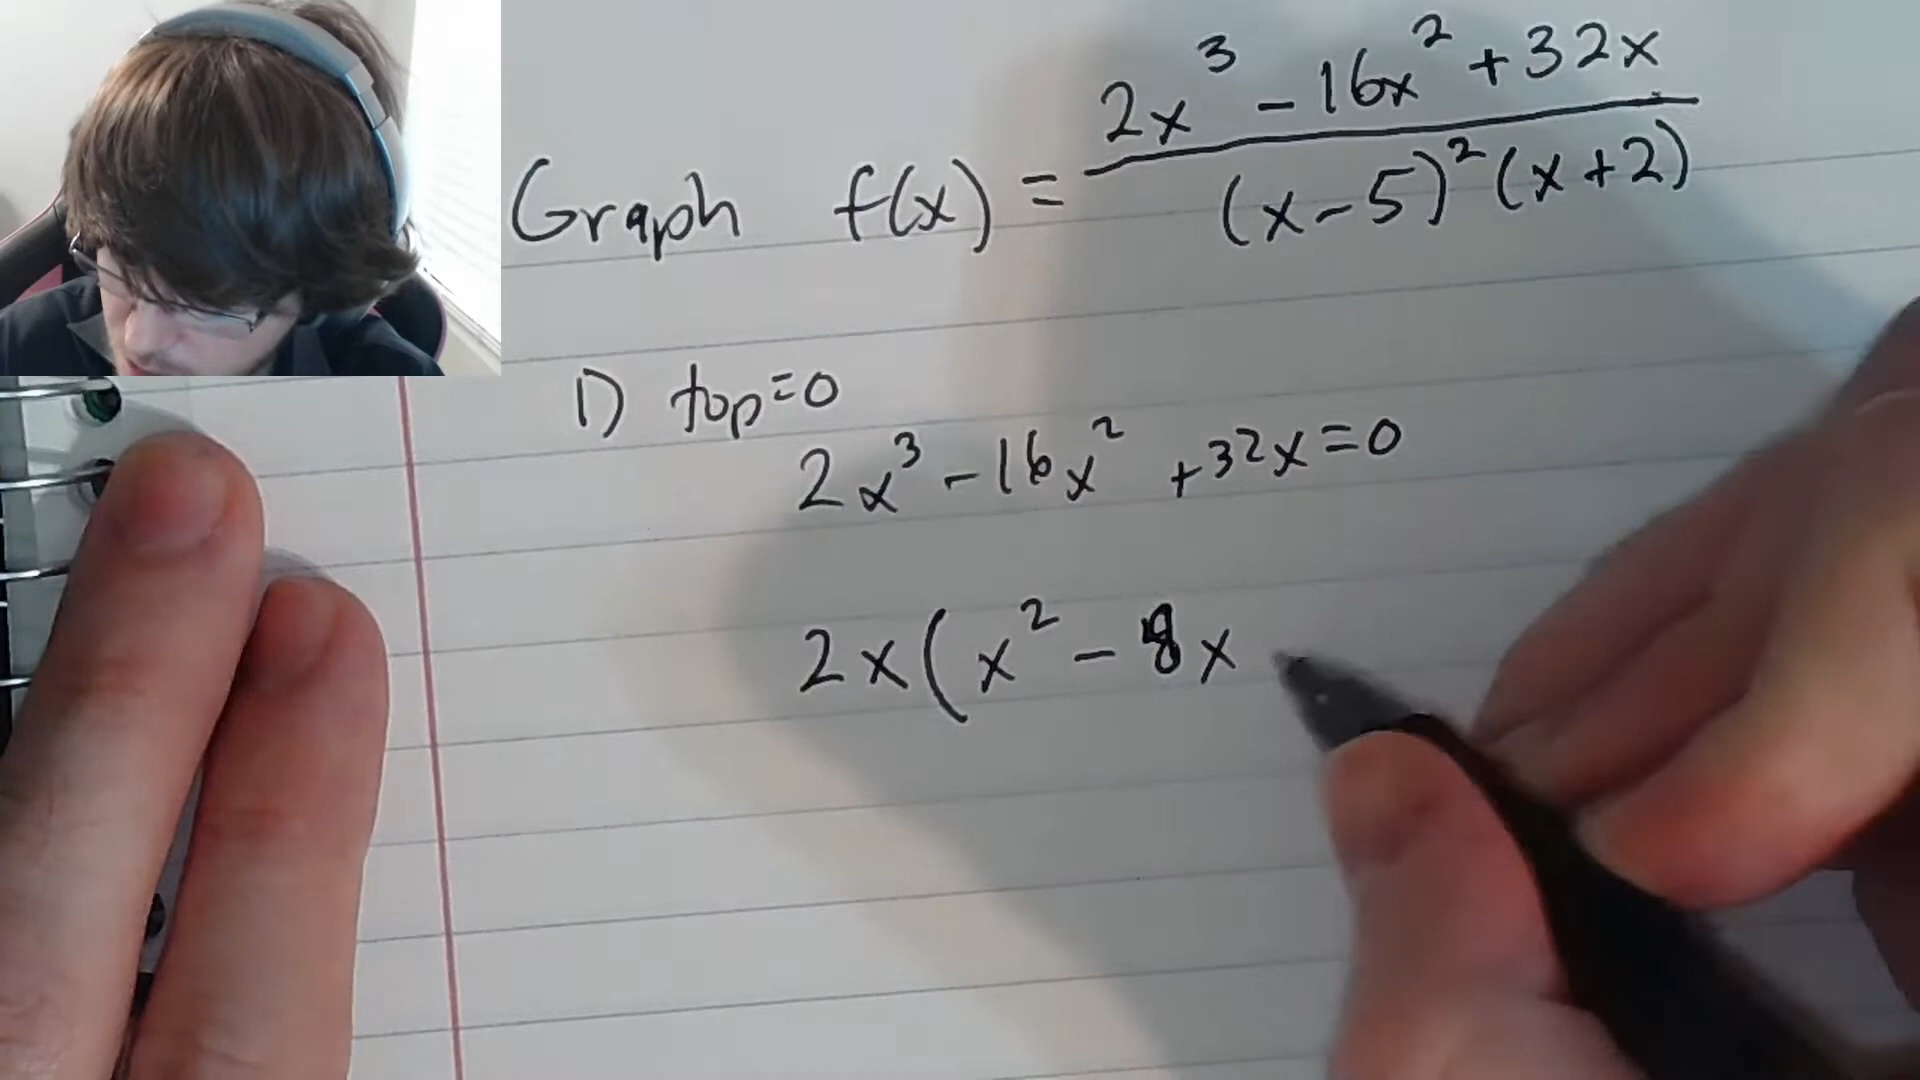 Graph f(x) = \frac{2x^3 - 16x^2 + 32x}{(x-5)^2(x+2)}
1) top=0
2x^3 - 16x^2 + 32x = 0
2x(x^2 - 8x